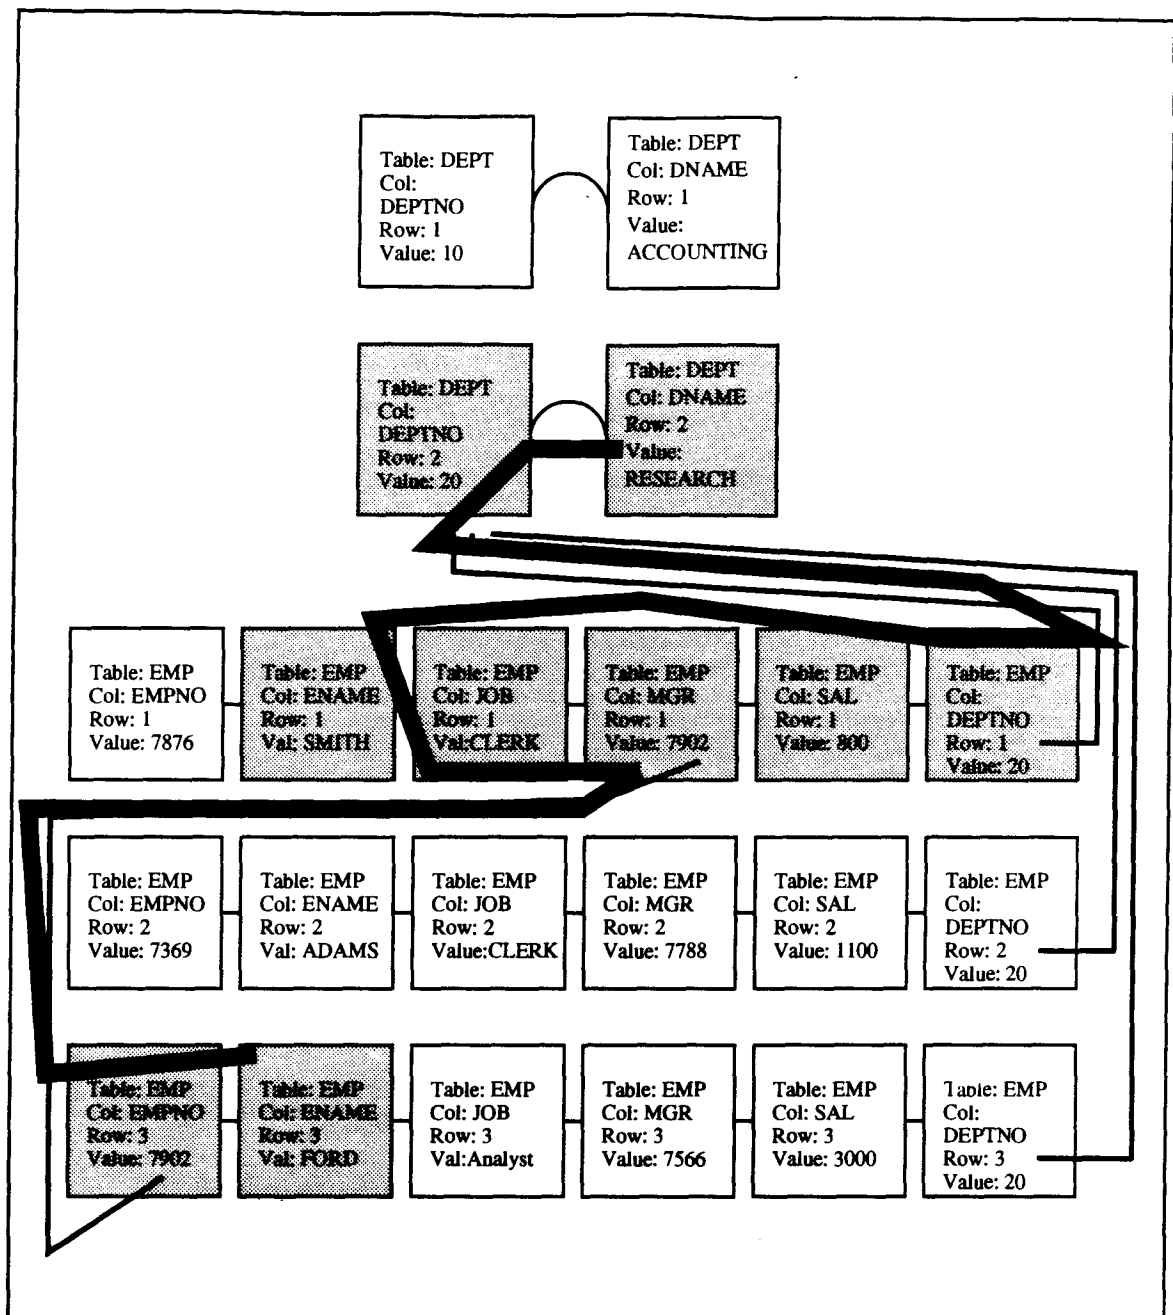 Table: DEPT
Col:
DEPTNO
Row: 1
Value: 10
Table: DEPT
Col: DNAME
Row: 1
Value:
ACCOUNTING
Table: DEPT
Col:
DEPTNO
Row: 2
Value: 20
Table: DEPT
Col: DNAME
Row: 2
Value:
RESEARCH
Table: EMP
Col: EMPNO
Row: 1
Value: 7876
Table: EMP
Col: ENAME
Row: 1
Val: SMITH
Table: EMP
Col: JOB
Row: 1
Val:CLERK
Table: EMP
Col: MGR
Row: 1
Value: 7902
Table: EMP
Col: SAL
Row: 1
Value: 800
Table: EMP
Col:
DEPTNO
Row: 1
Value: 20
Table: EMP
Col: EMPNO
Row: 2
Value: 7369
Table: EMP
Col: ENAME
Row: 2
Val: ADAMS
Table: EMP
Col: JOB
Row: 2
Value:CLERK
Table: EMP
Col: MGR
Row: 2
Value: 7788
Table: EMP
Col: SAL
Row: 2
Value: 1100
Table: EMP
Col:
DEPTNO
Row: 2
Value: 20
Table: EMP
Col: EMPNO
Row: 3
Value: 7902
Table: EMP
Col: ENAME
Row: 3
Val: FORD
Table: EMP
Col: JOB
Row: 3
Val:Analyst
Table: EMP
Col: MGR
Row: 3
Value: 7566
Table: EMP
Col: SAL
Row: 3
Value: 3000
Table: EMP
Col:
DEPTNO
Row: 3
Value: 20